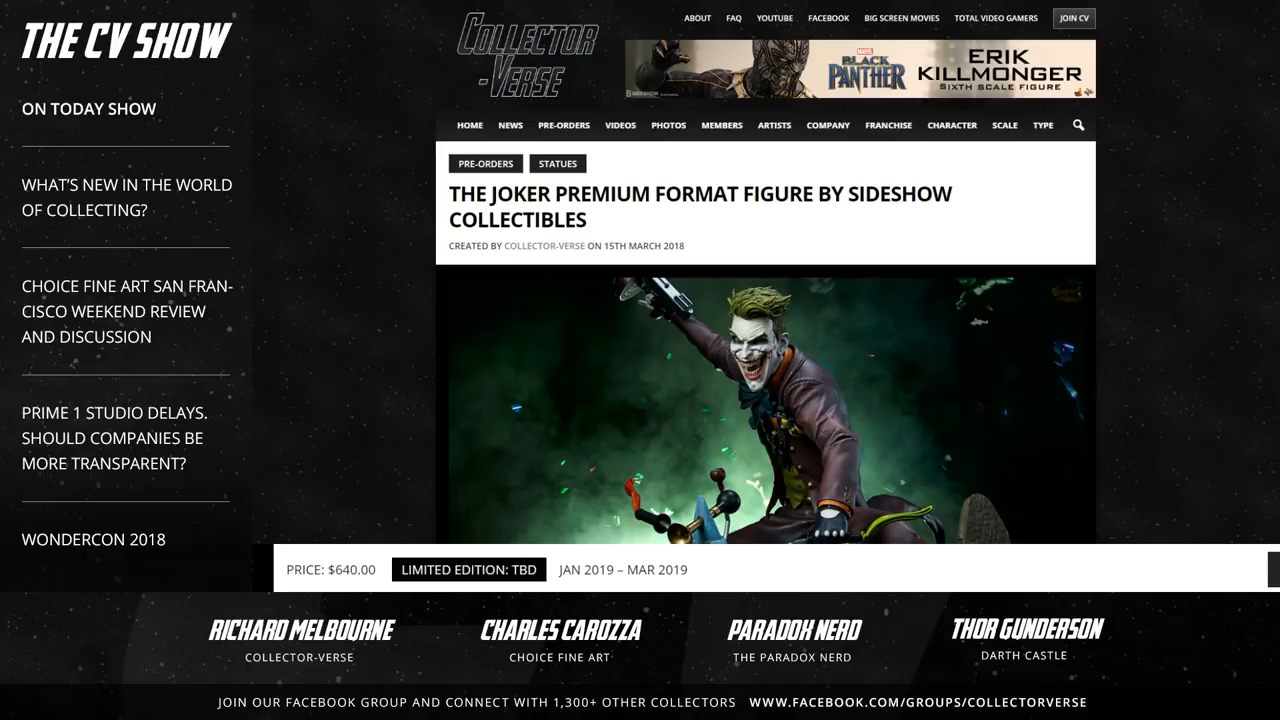 THE CV SHOW
ON TODAY SHOW
WHAT'S NEW IN THE WORLD
OF COLLECTING?
CHOICE FINE ART SAN FRAN-
CISCO WEEKEND REVIEW
AND DISCUSSION
PRIME 1 STUDIO DELAYS.
SHOULD COMPANIES BE
MORE TRANSPARENT?
WONDERCON 2018
COLLECTOR
-VERSE
ABOUT FAQ YOUTUBE FACEBOOK BIG SCREEN MOVIES TOTAL VIDEO GAMERS JOIN CV
SIDESHOW
MARVEL
BLACK
PANTHER
ERIK
KILLMONGER
SIXTH SCALE FIGURE
HOME NEWS PRE-ORDERS VIDEOS PHOTOS MEMBERS ARTISTS COMPANY FRANCHISE CHARACTER SCALE TYPE
PRE-ORDERS STATUES
THE JOKER PREMIUM FORMAT FIGURE BY SIDESHOW
COLLECTIBLES
CREATED BY COLLECTOR-VERSE ON 15TH MARCH 2018
PRICE: $640.00 LIMITED EDITION: TBD JAN 2019 – MAR 2019
RICHARD MELBOURNE
COLLECTOR-VERSE
CHARLES CAROZZA
CHOICE FINE ART
PARADOX NERD
THE PARADOX NERD
THOR GUNDERSON
DARTH CASTLE
JOIN OUR FACEBOOK GROUP AND CONNECT WITH 1,300+ OTHER COLLECTORS WWW.FACEBOOK.COM/GROUPS/COLLECTORVERSE